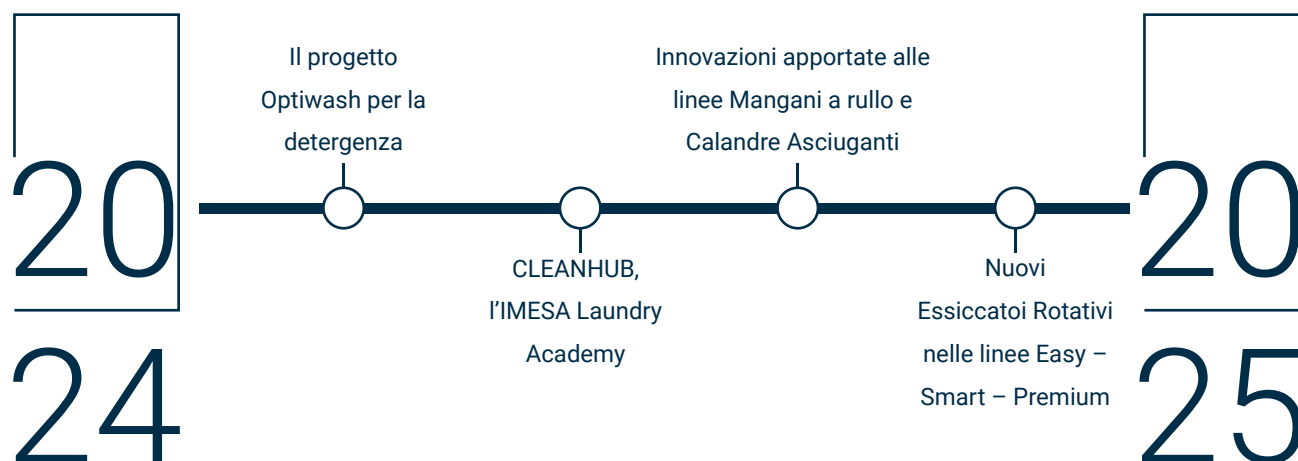 20
24
Il progetto
Optiwash per la
detergenza
CLEANHUB,
l’IMESA Laundry
Academy
Innovazioni apportate alle
linee Mangani a rullo e
Calandre Asciuganti
Nuovi
Essiccatoi Rotativi
nelle linee Easy –
Smart – Premium
20
25